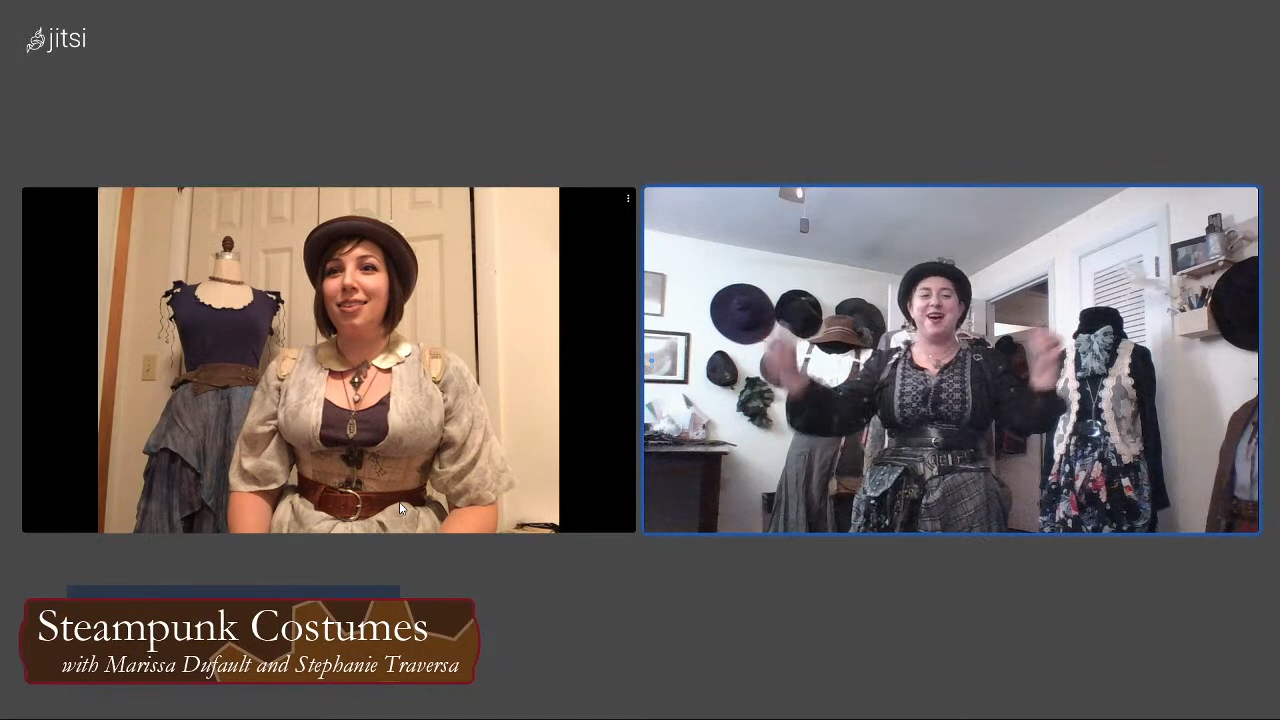 jitsi
Steampunk Costumes
with Marissa Dufault and Stephanie Traversa